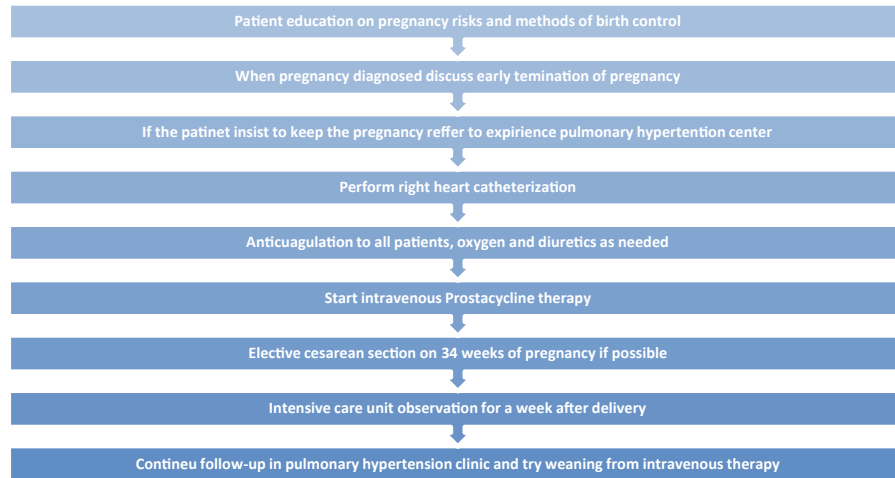 Patient education on pregnancy risks and methods of birth control
When pregnancy diagnosed discuss early temination of pregnancy
If the patinet insist to keep the pregnancy reffer to expirience pulmonary hypertention center
Perform right heart catheterization
Anticuagulation to all patients, oxygen and diuretics as needed
Start intravenous Prostacycline therapy
Elective cesarean section on 34 weeks of pregnancy if possible
Intensive care unit observation for a week after delivery
Contineu follow-up in pulmonary hypertension clinic and try weaning from intravenous therapy